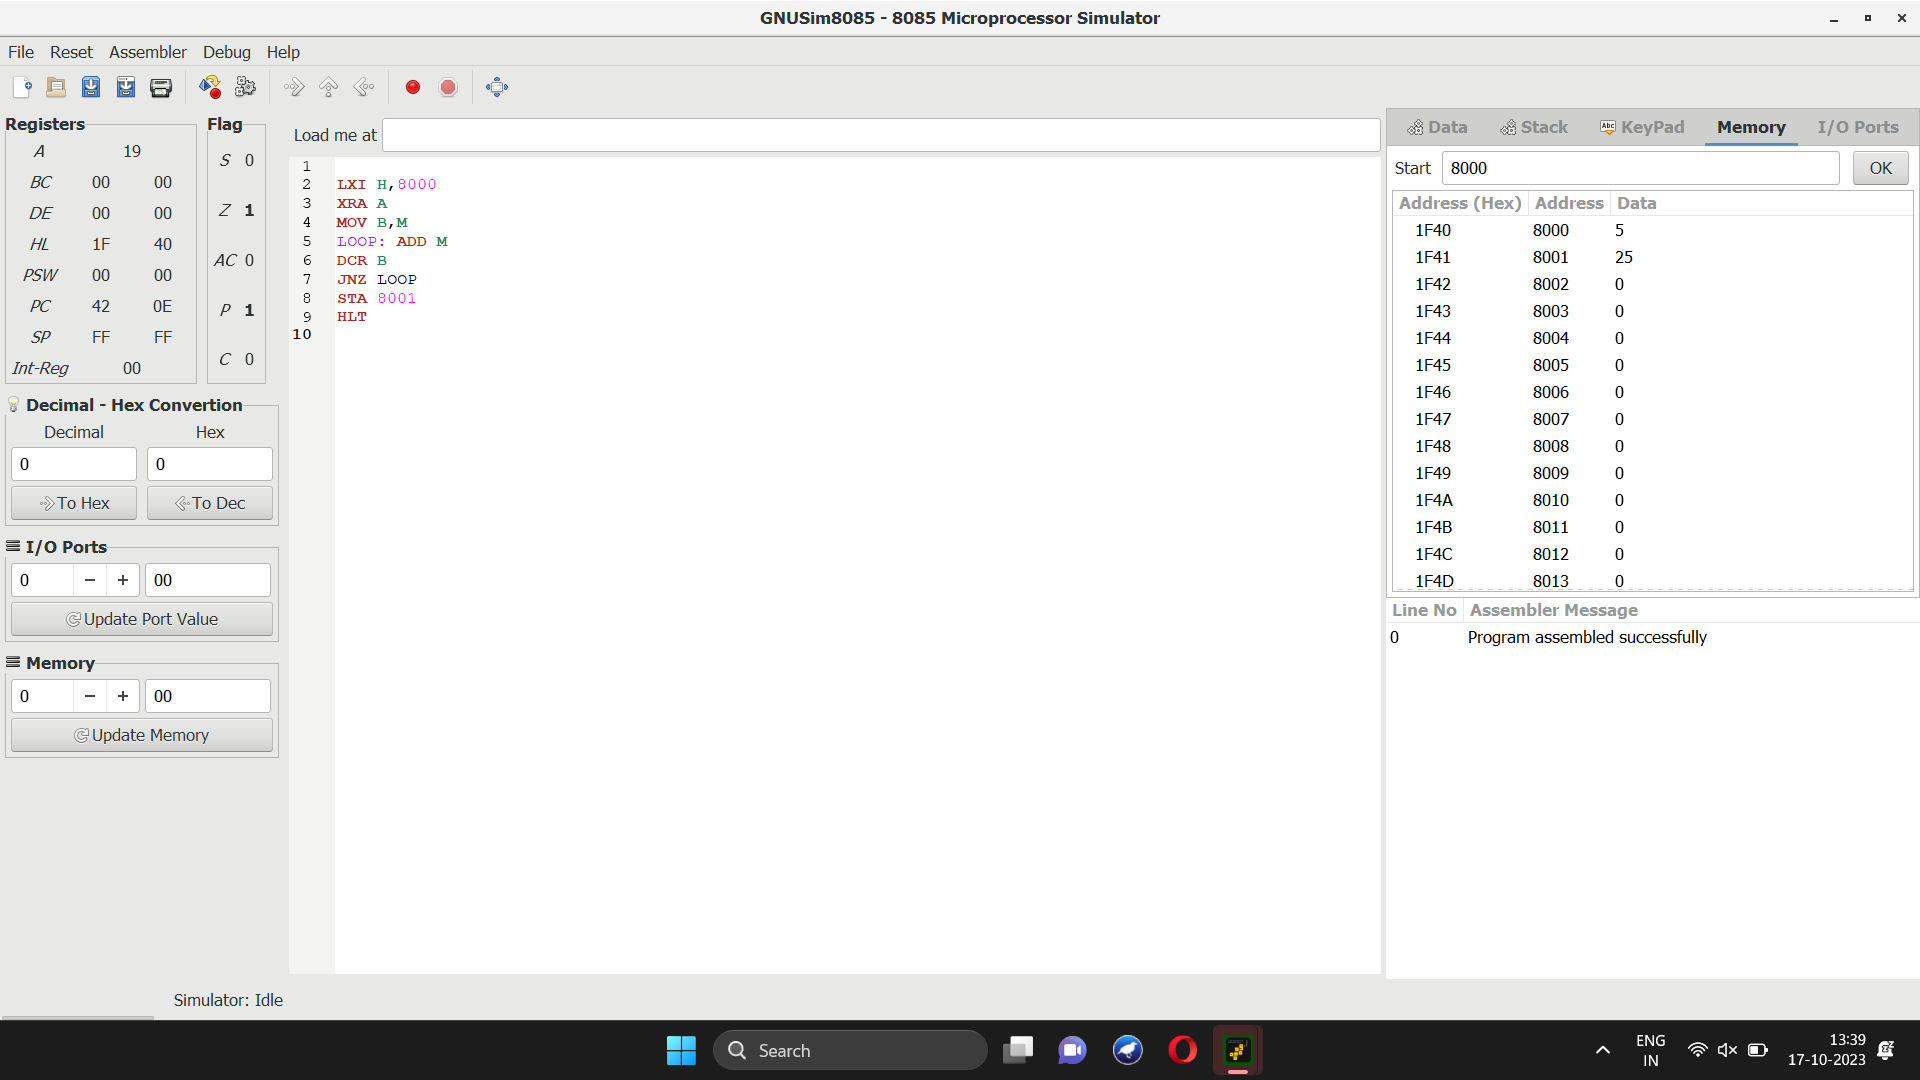 GNUSim8085 - 8085 Microprocessor Simulator
File Reset Assembler Debug Help
Registers
A 19
BC 00 00
DE 00 00
HL 1F 40
PSW 00 00
PC 42 0E
SP FF FF
Int-Reg 00
Flag
S 0
Z 1
AC 0
P 1
C 0
Decimal - Hex Convertion
Decimal Hex
0 0
To Hex To Dec
I/O Ports
0 − + 00
Update Port Value
Memory
0 − + 00
Update Memory
Load me at
1
2 LXI H,8000
3 XRA A
4 MOV B,M
5 LOOP: ADD M
6 DCR B
7 JNZ LOOP
8 STA 8001
9 HLT
10
Data Stack Abc KeyPad Memory I/O Ports
Start 8000 OK
Address (Hex) Address Data
1F40 8000 5
1F41 8001 25
1F42 8002 0
1F43 8003 0
1F44 8004 0
1F45 8005 0
1F46 8006 0
1F47 8007 0
1F48 8008 0
1F49 8009 0
1F4A 8010 0
1F4B 8011 0
1F4C 8012 0
1F4D 8013 0
Line No Assembler Message
0 Program assembled successfully
Simulator: Idle
Search
ENG
IN
13:39
17-10-2023